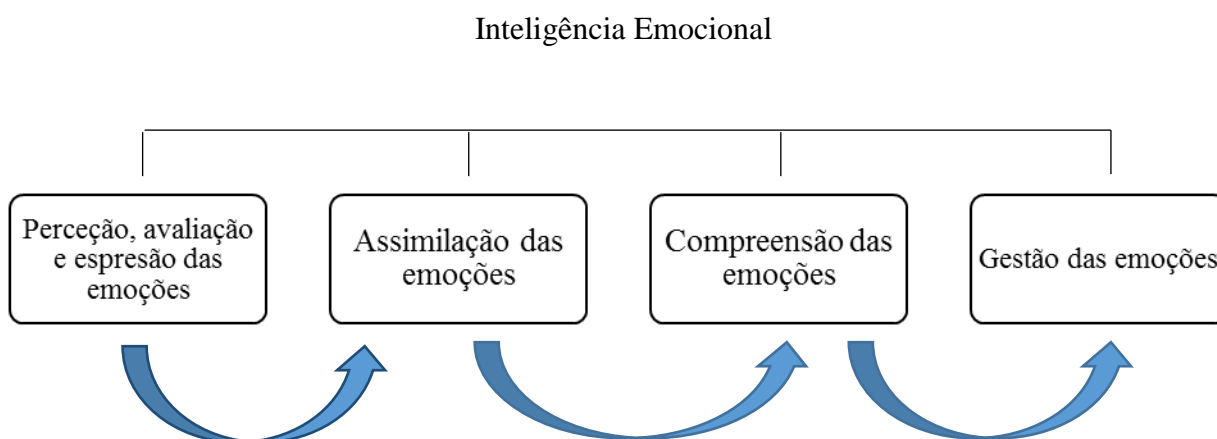 Inteligência Emocional
Perceção, avaliação
e espresão das
emoções
Assimilação das
emoções
Compreensão das
emoções
Gestão das emoções